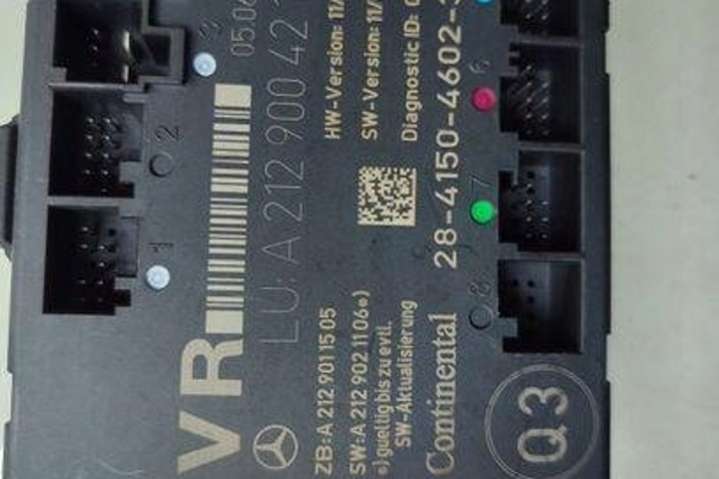 VR
LU: A 212 900 42
05.06
ZB: A 212 901 15 05
SW: A 212 902 11 06*)
*) gueltig bis zu evtl.
SW-Aktualisierung
HW-Version: 11/
SW-Version: 11/
Diagnostic ID:
Continental 28-4150-4602-
Q3
1
2
3
6
7
8